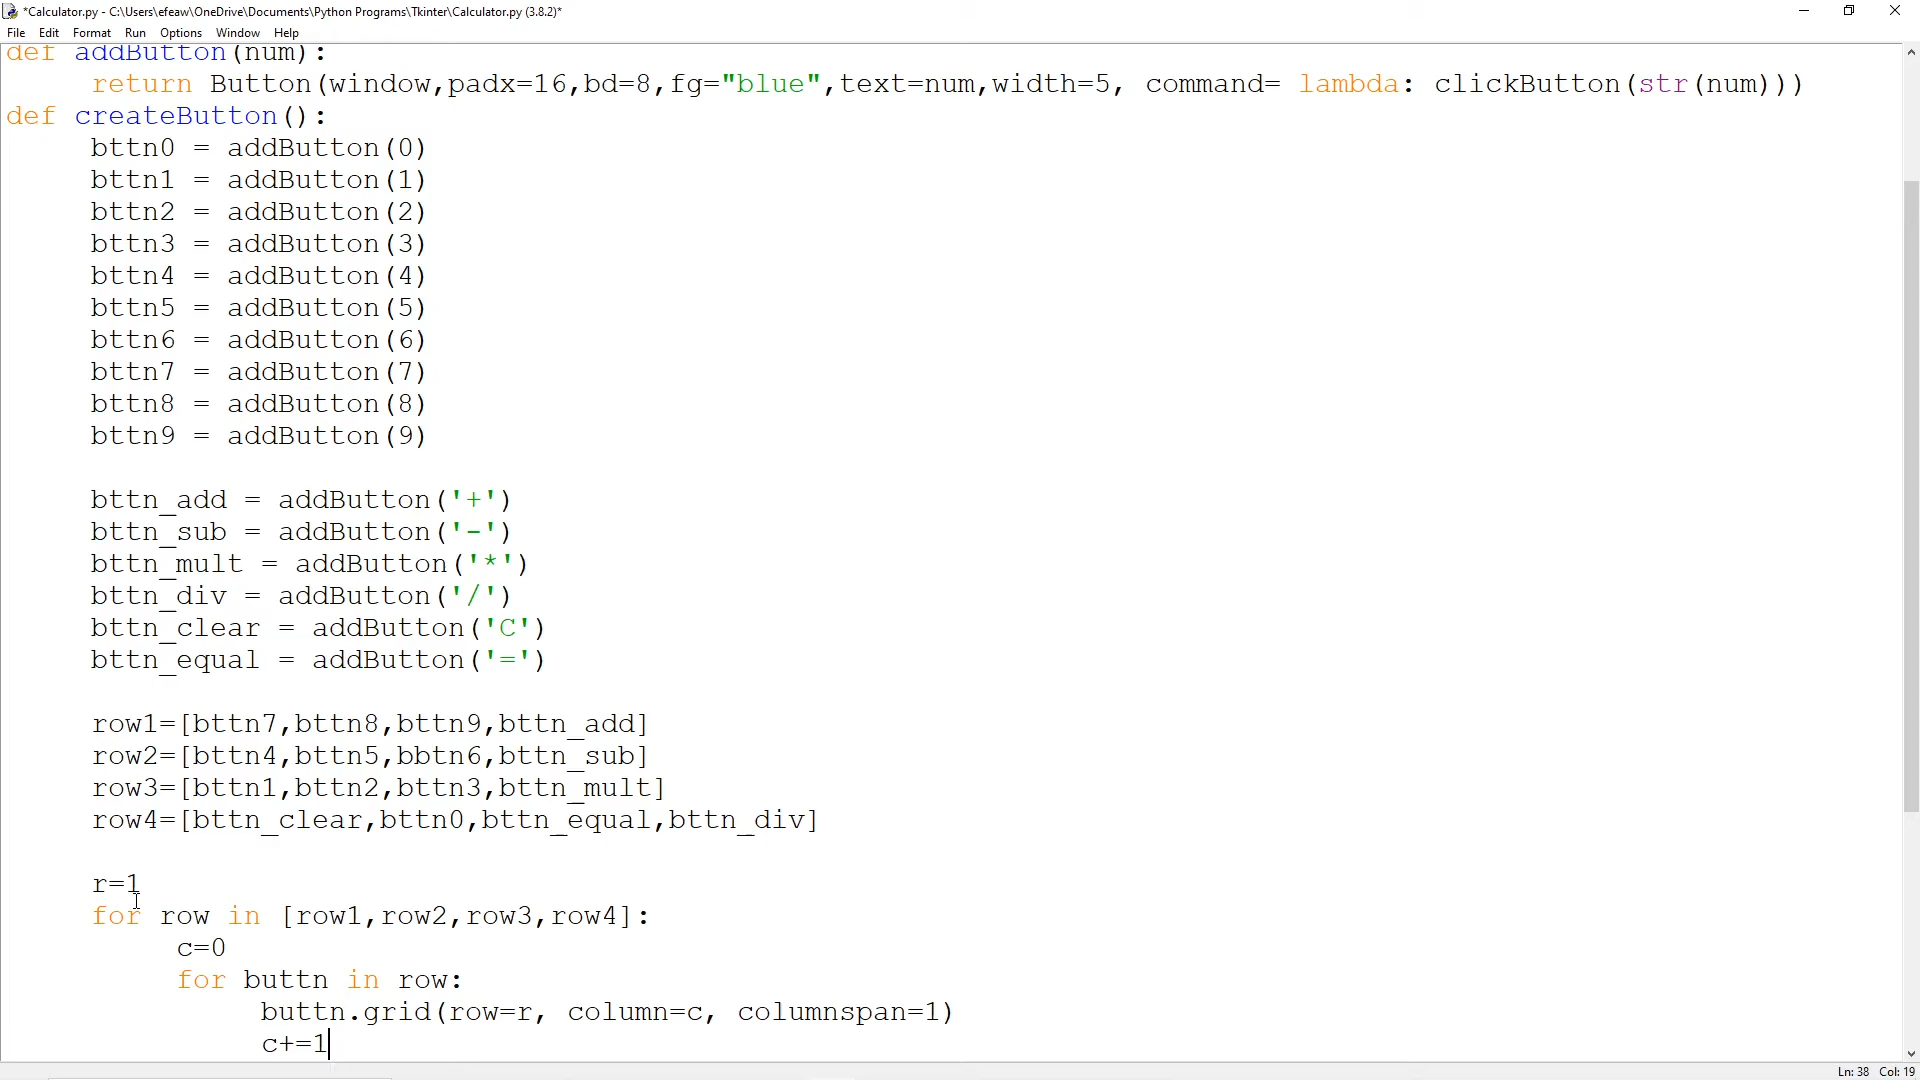 *Calculator.py - C:\Users\efeaw\OneDrive\Documents\Python Programs\Tkinter\Calculator.py (3.8.2)*
File Edit Format Run Options Window Help
def addButton(num):
     return Button(window,padx=16,bd=8,fg="blue",text=num,width=5, command= lambda: clickButton(str(num)))
def createButton():
     bttn0 = addButton(0)
     bttn1 = addButton(1)
     bttn2 = addButton(2)
     bttn3 = addButton(3)
     bttn4 = addButton(4)
     bttn5 = addButton(5)
     bttn6 = addButton(6)
     bttn7 = addButton(7)
     bttn8 = addButton(8)
     bttn9 = addButton(9)
     bttn_add = addButton('+')
     bttn_sub = addButton('-')
     bttn_mult = addButton('*')
     bttn_div = addButton('/')
     bttn_clear = addButton('C')
     bttn_equal = addButton('=')
     row1=[bttn7,bttn8,bttn9,bttn_add]
     row2=[bttn4,bttn5,bbtn6,bttn_sub]
     row3=[bttn1,bttn2,bttn3,bttn_mult]
     row4=[bttn_clear,bttn0,bttn_equal,bttn_div]
     r=1
     for row in [row1,row2,row3,row4]:
          c=0
          for buttn in row:
               buttn.grid(row=r, column=c, columnspan=1)
               c+=1
Ln: 38 Col: 19